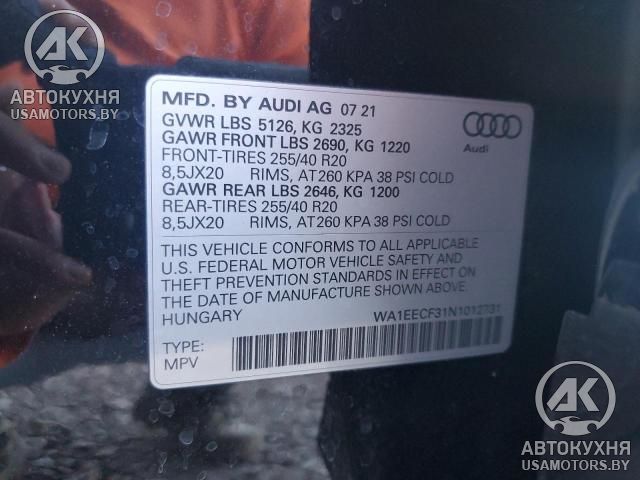 AK
АВТОКУХНЯ
USAMOTORS.BY
MFD. BY AUDI AG 07 21
GVWR LBS 5126, KG 2325
GAWR FRONT LBS 2690, KG 1220
FRONT-TIRES 255/40 R20
8,5JX20 RIMS, AT260 KPA 38 PSI COLD
GAWR REAR LBS 2646, KG 1200
REAR-TIRES 255/40 R20
8,5JX20 RIMS, AT260 KPA 38 PSI COLD
Audi
THIS VEHICLE CONFORMS TO ALL APPLICABLE
U.S. FEDERAL MOTOR VEHICLE SAFETY AND
THEFT PREVENTION STANDARDS IN EFFECT ON
THE DATE OF MANUFACTURE SHOWN ABOVE.
HUNGARY WA1EECF31N1012731
TYPE:
MPV
AK
АВТОКУХНЯ
USAMOTORS.BY